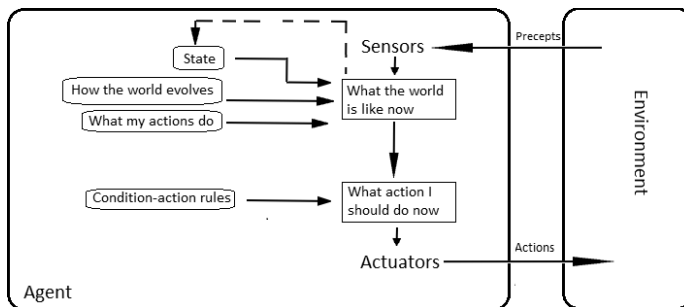 Precepts
Sensors
State
What the world
is like now
How the world evolves
What my actions do
Environment
What action I
should do now
Condition-action rules
Actuators
Actions
Agent